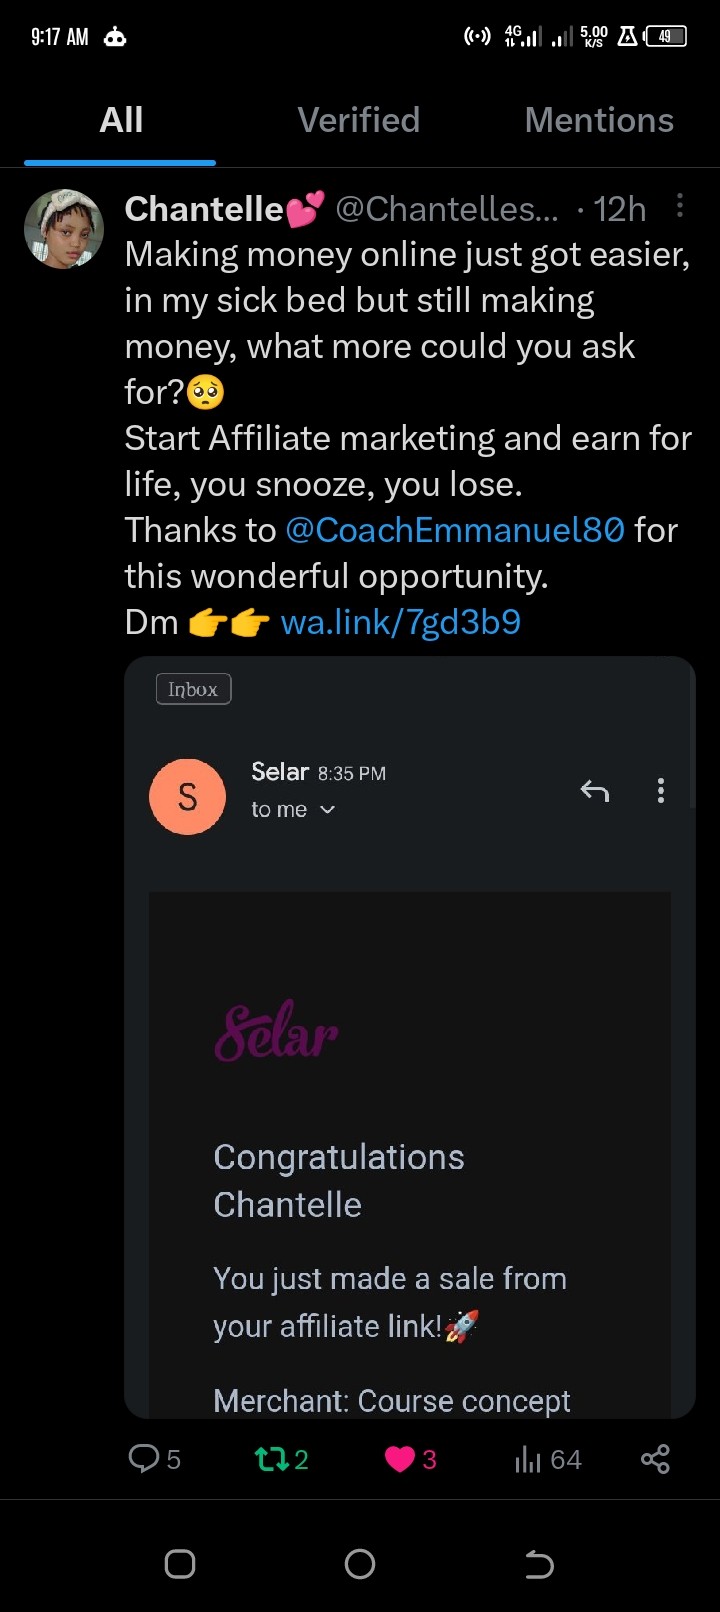 9:17 AM
4G
5.00
K/S
49
All
Verified
Mentions
Chantelle💕 @Chantelles... · 12h
Making money online just got easier,
in my sick bed but still making
money, what more could you ask
for?🥺
Start Affiliate marketing and earn for
life, you snooze, you lose.
Thanks to @CoachEmmanuel80 for
this wonderful opportunity.
Dm 👉👉 wa.link/7gd3b9
Inbox
S
Selar 8:35 PM
to me
Selar
Congratulations
Chantelle
You just made a sale from
your affiliate link!🚀
Merchant: Course concept
5
2
3
64